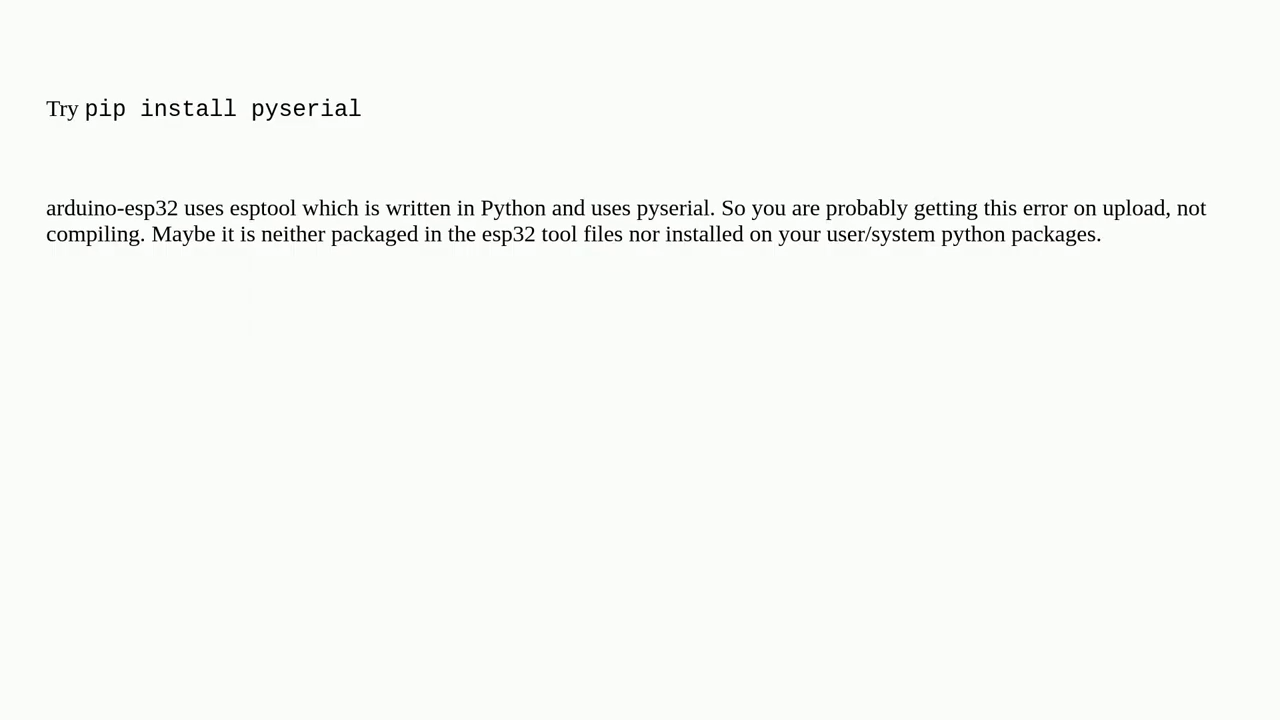 Try pip install pyserial
arduino-esp32 uses esptool which is written in Python and uses pyserial. So you are probably getting this error on upload, not
compiling. Maybe it is neither packaged in the esp32 tool files nor installed on your user/system python packages.